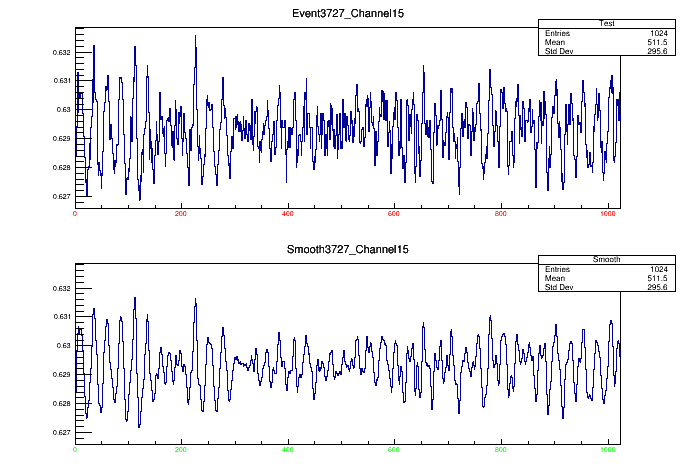 Event3727_Channel15
Test
Entries 1024
Mean 511.5
Std Dev 295.6
0.632
0.631
0.63
0.629
0.628
0.627
0 200 400 600 800 1000
Smooth3727_Channel15
Smooth
Entries 1024
Mean 511.5
Std Dev 295.6
0.632
0.631
0.63
0.629
0.628
0.627
0 200 400 600 800 1000